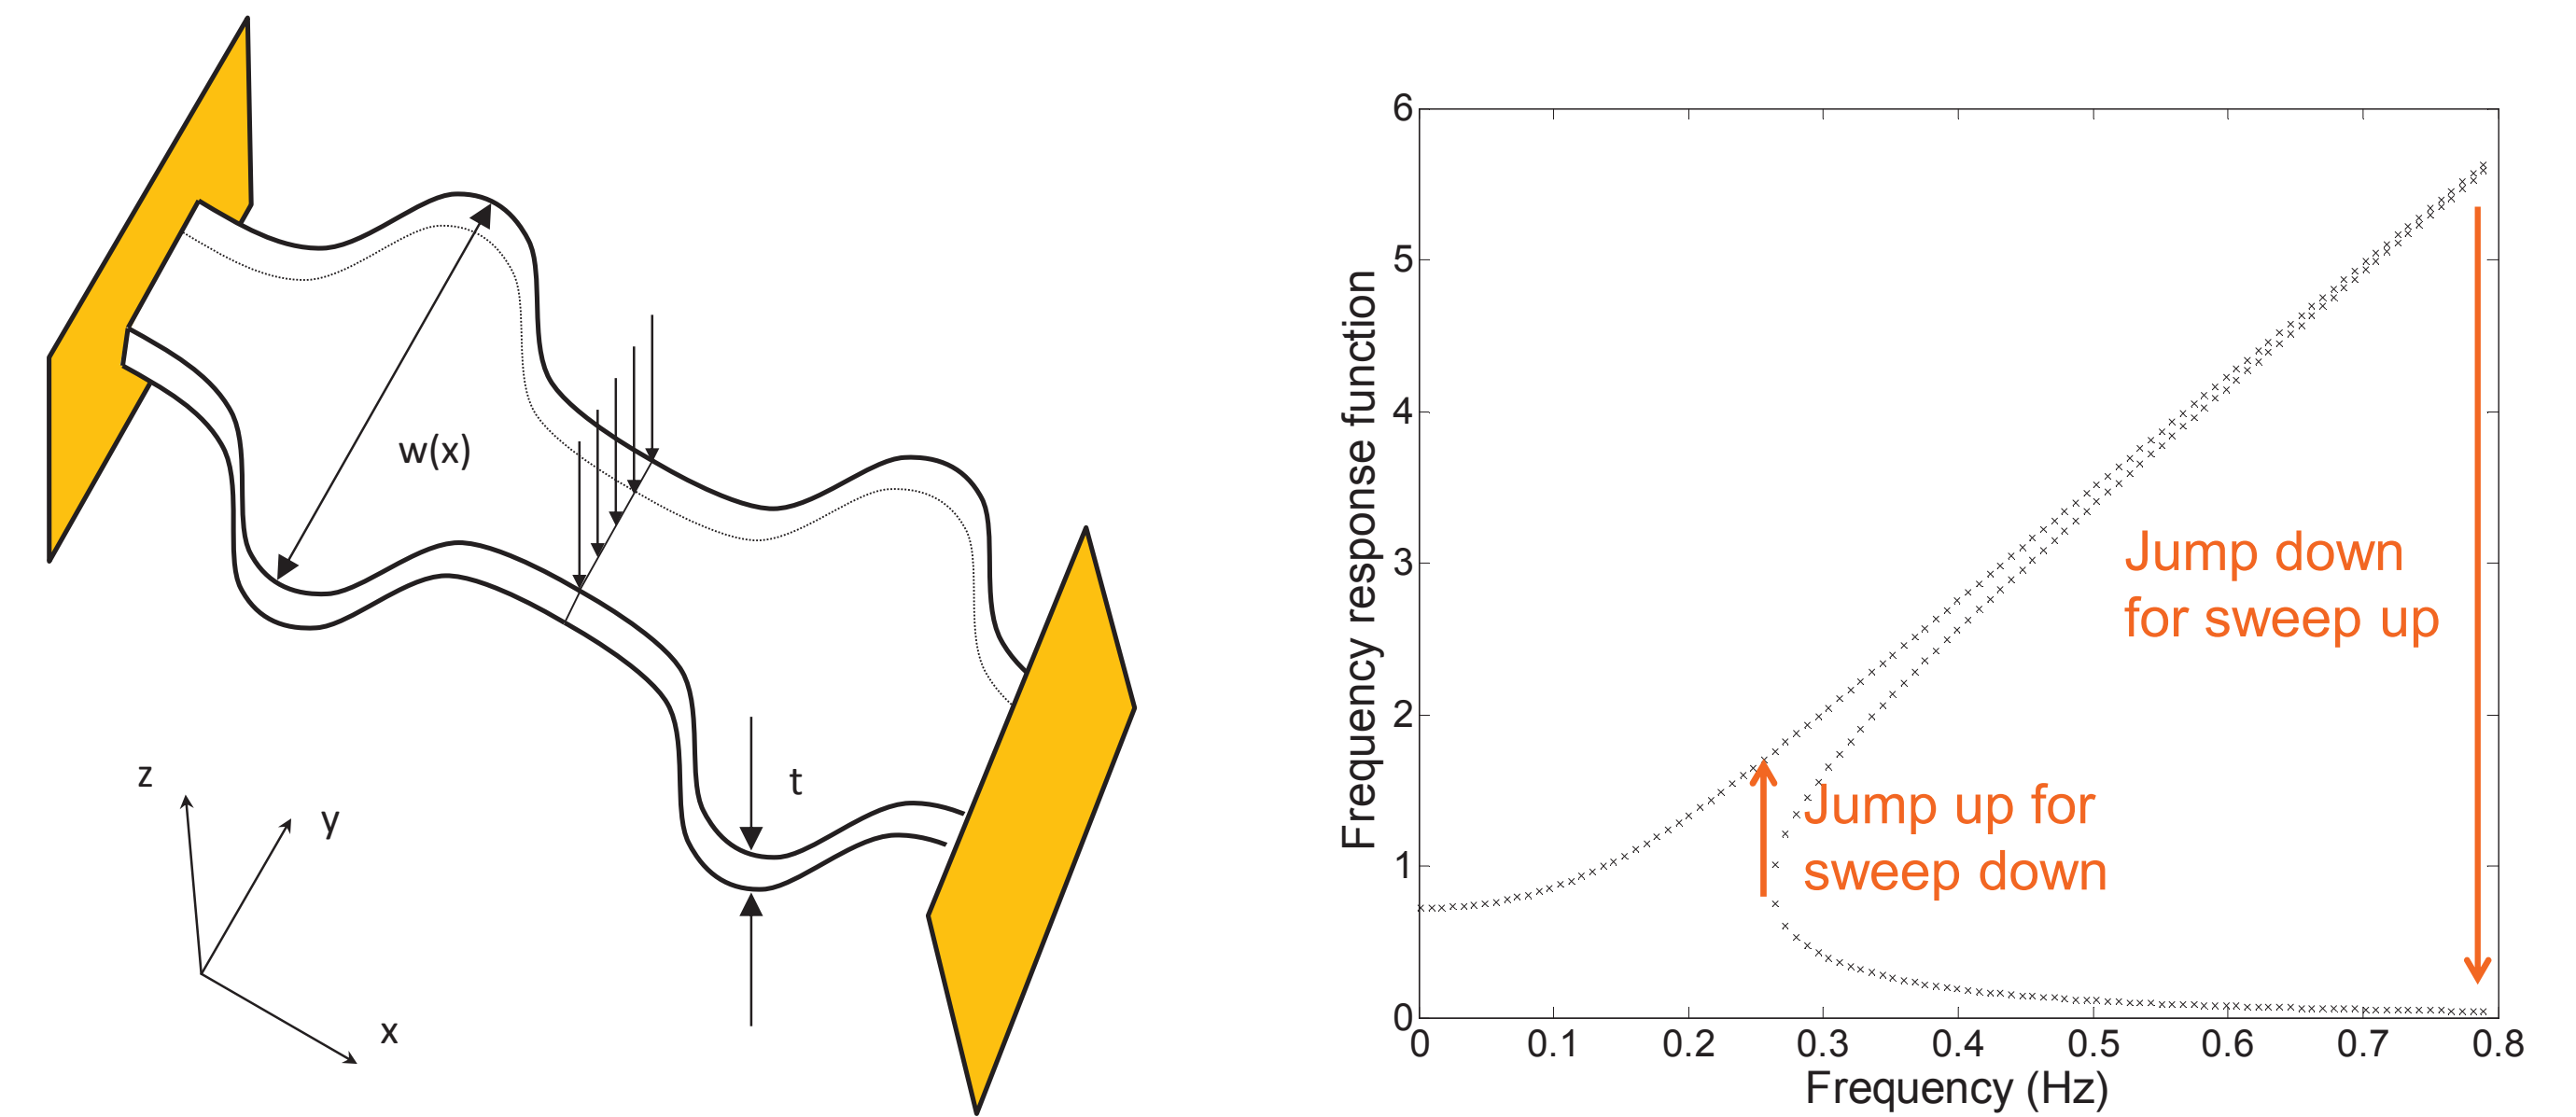 w(x)
t
z
y
x
Frequency response function
6
5
4
3
2
1
0
Jump down
for sweep up
Jump up for
sweep down
0 0.1 0.2 0.3 0.4 0.5 0.6 0.7 0.8
Frequency (Hz)